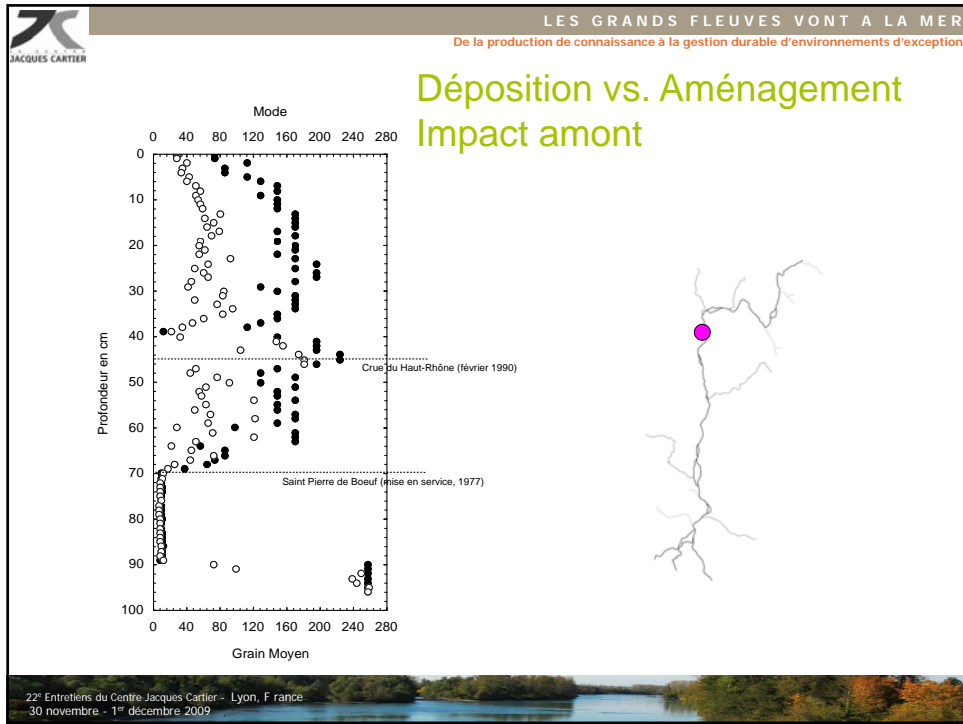 LES GRANDS FLEUVES VONT A LA MER
De la production de connaissance à la gestion durable d'environnements d'exception
LE CENTRE
JACQUES CARTIER
Déposition vs. Aménagement
Impact amont
Mode
0 40 80 120 160 200 240 280
0
10
20
30
40
50
60
70
80
90
100
Profondeur en cm
Crue du Haut-Rhône (février 1990)
Saint Pierre de Boeuf (mise en service, 1977)
0 40 80 120 160 200 240 280
Grain Moyen
22e Entretiens du Centre Jacques Cartier - Lyon, F rance
30 novembre - 1er décembre 2009